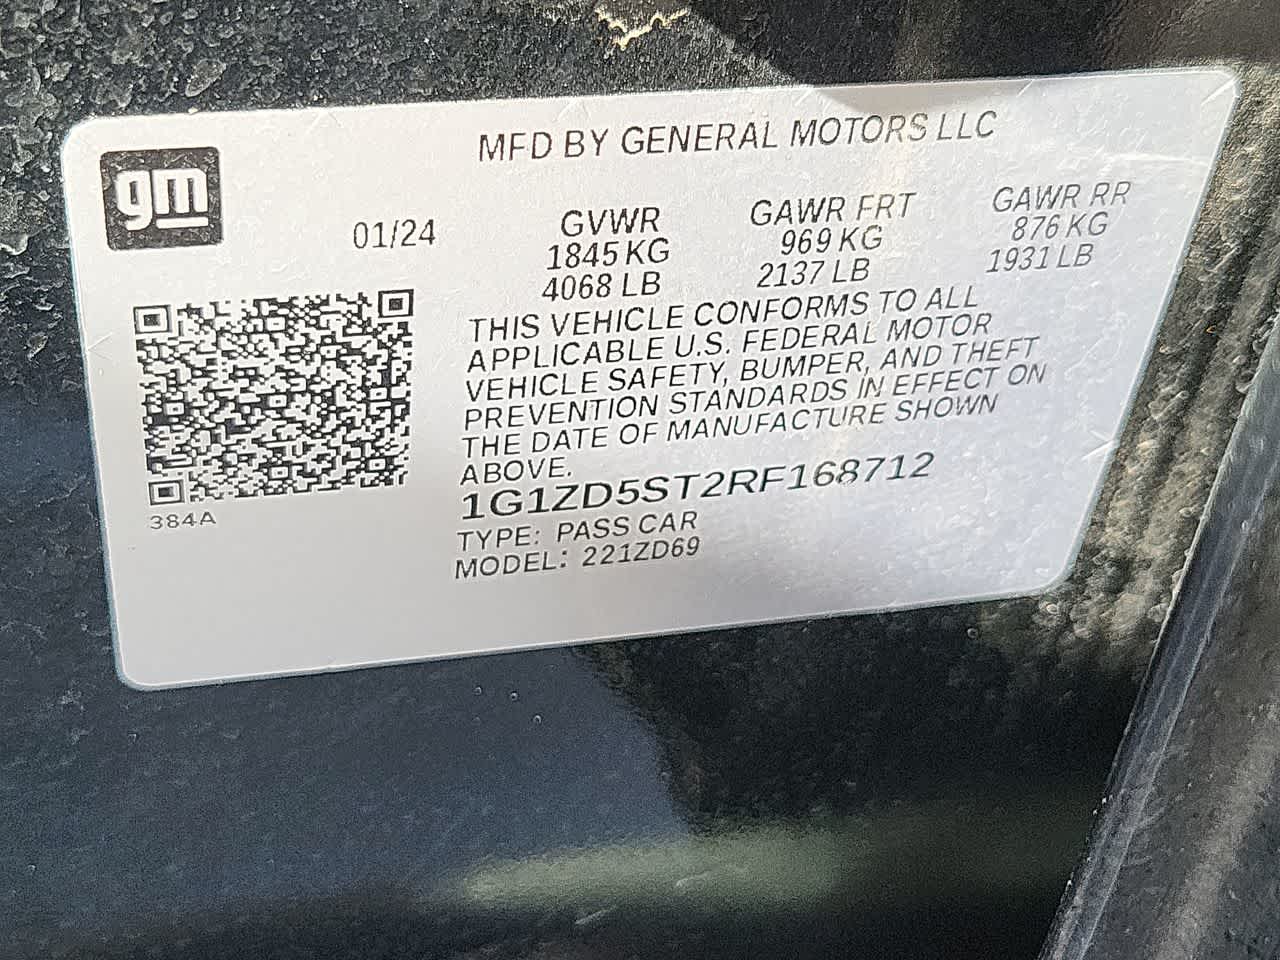 MFD BY GENERAL MOTORS LLC
gm
01/24
GVWR
1845 KG
4068 LB
GAWR FRT
969 KG
2137 LB
GAWR RR
876 KG
1931 LB
THIS VEHICLE CONFORMS TO ALL
APPLICABLE U.S. FEDERAL MOTOR
VEHICLE SAFETY, BUMPER, AND THEFT
PREVENTION STANDARDS IN EFFECT ON
THE DATE OF MANUFACTURE SHOWN
ABOVE.
1G1ZD5ST2RF168712
TYPE: PASS CAR
MODEL: 221ZD69
384A